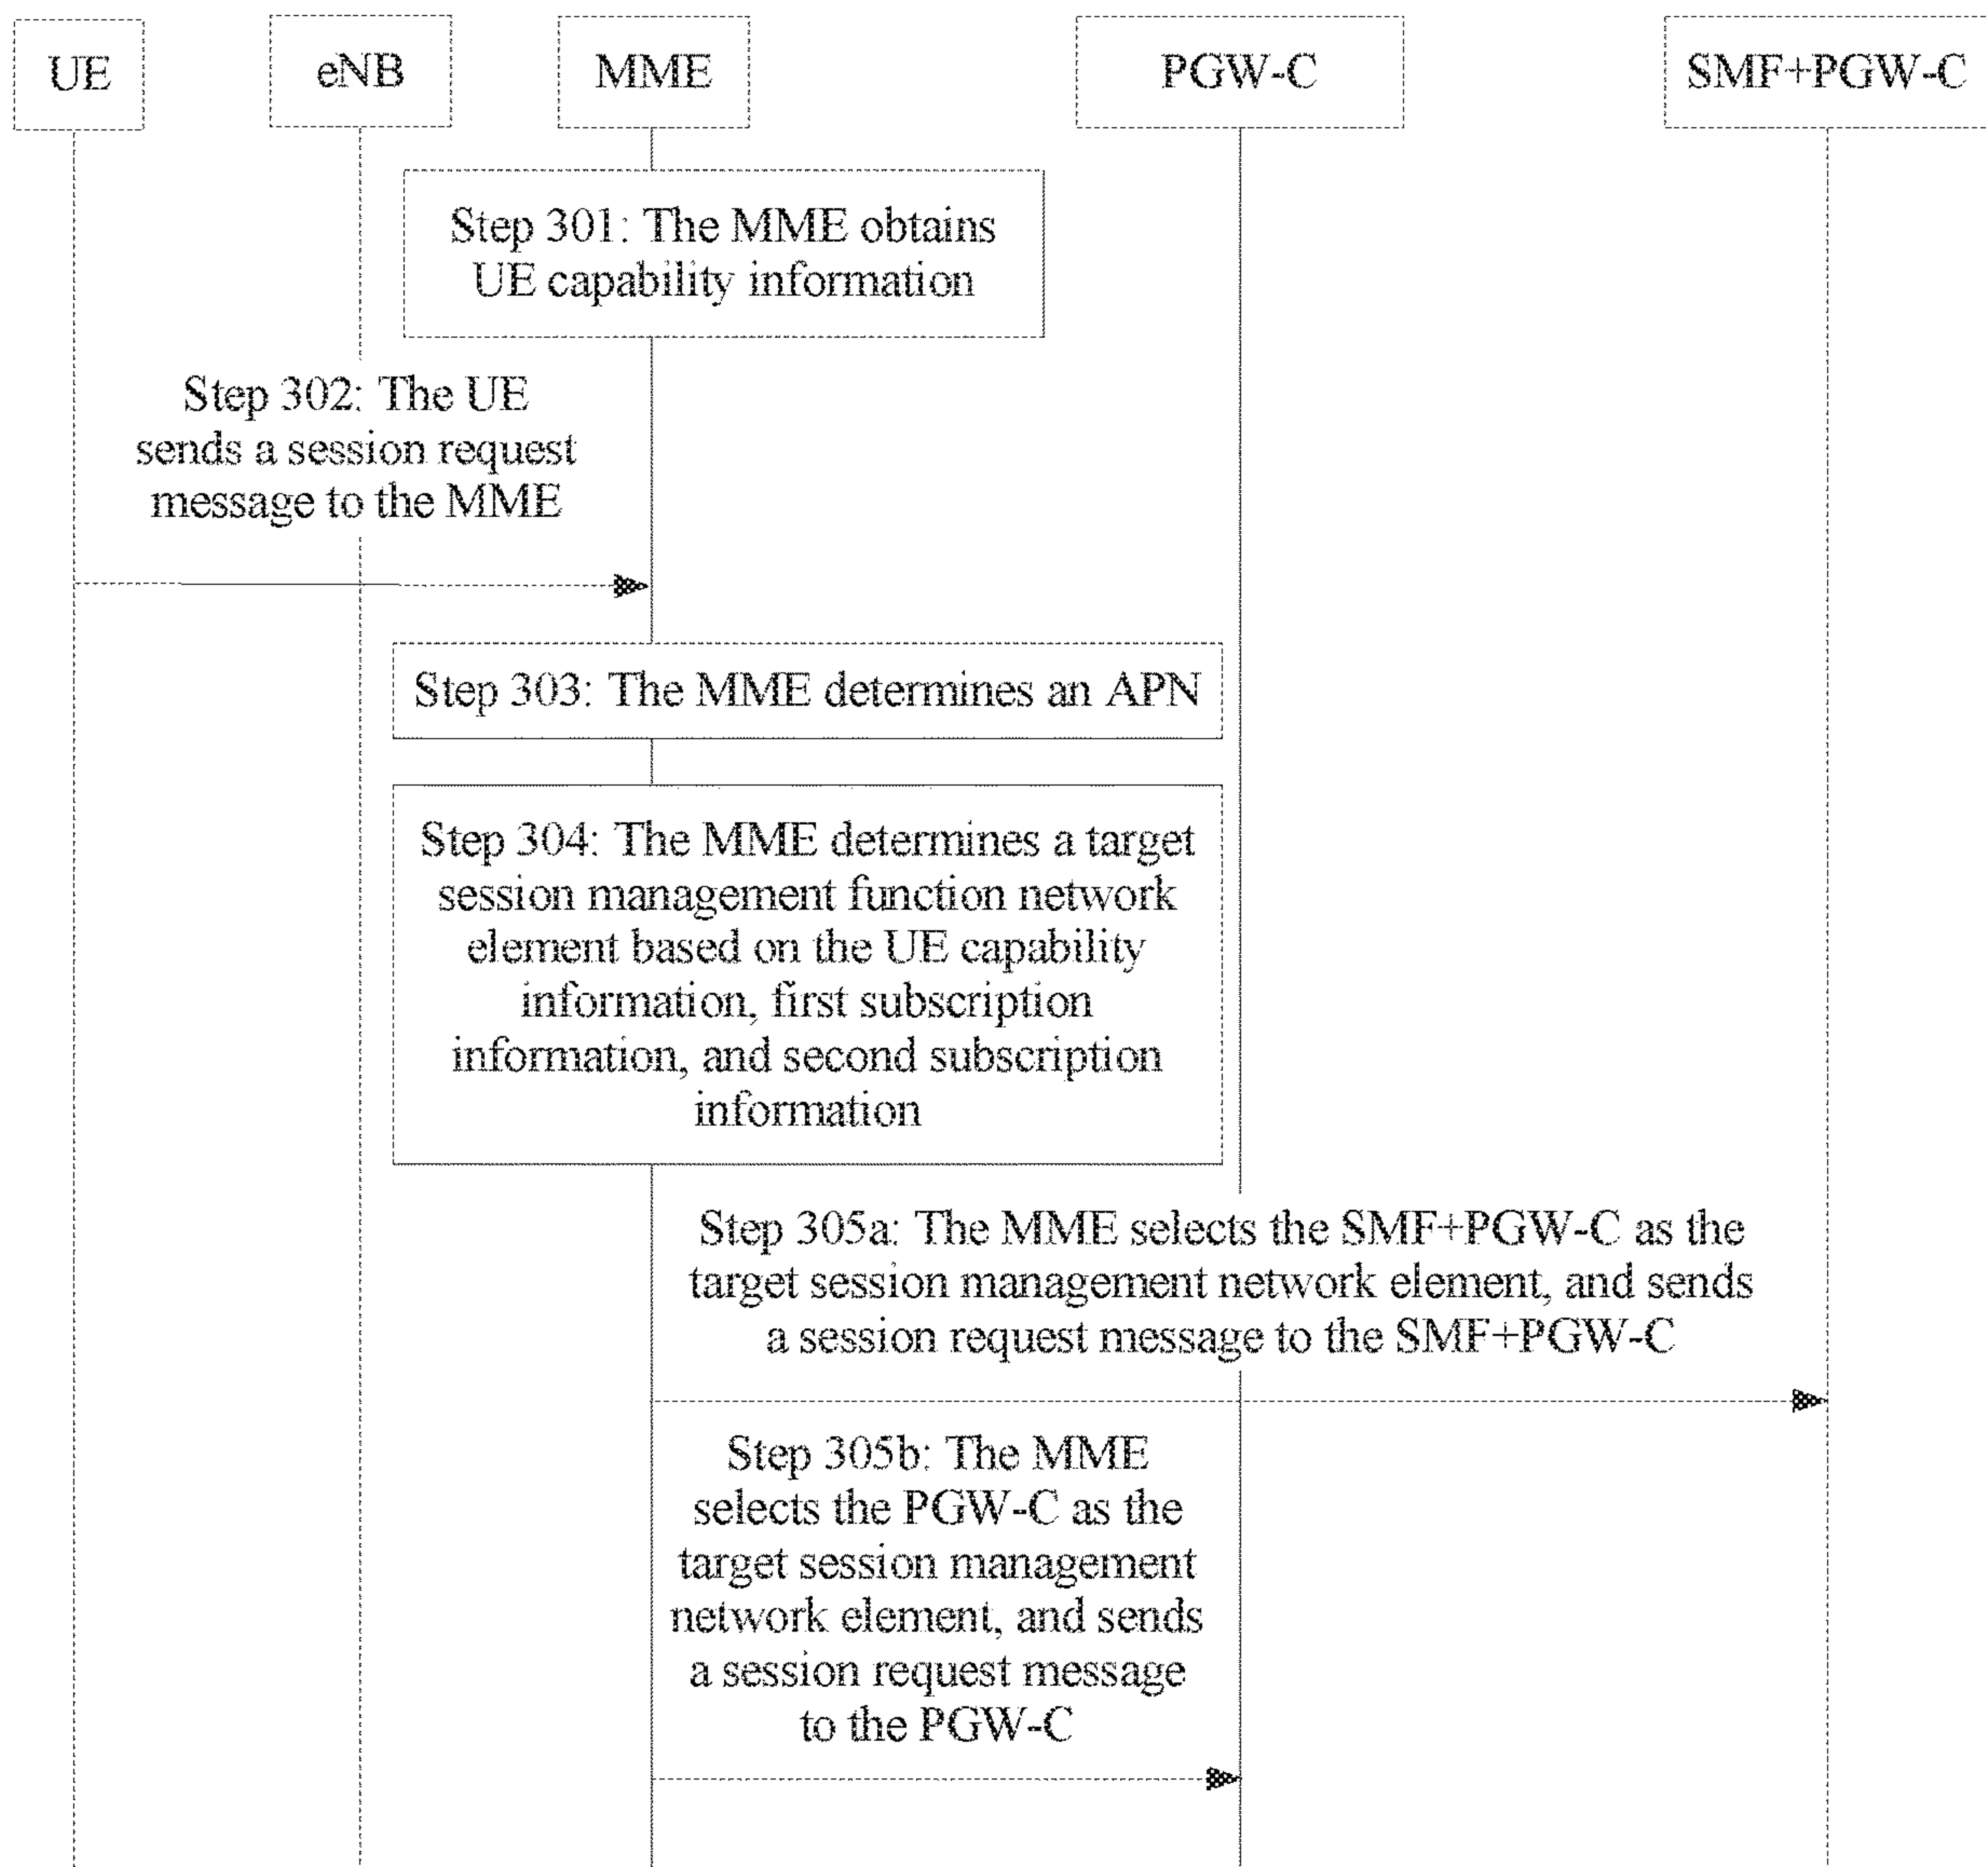 UE
eNB
MME
PGW-C
SMF+PGW-C
Step 301: The MME obtains
UE capability information
Step 302: The UE
sends a session request
message to the MME
Step 303: The MME determines an APN
Step 304: The MME determines a target
session management function network
element based on the UE capability
information, first subscription
information, and second subscription
information
Step 305a: The MME selects the SMF+PGW-C as the
target session management network element, and sends
a session request message to the SMF+PGW-C
Step 305b: The MME
selects the PGW-C as the
target session management
network element, and sends
a session request message
to the PGW-C